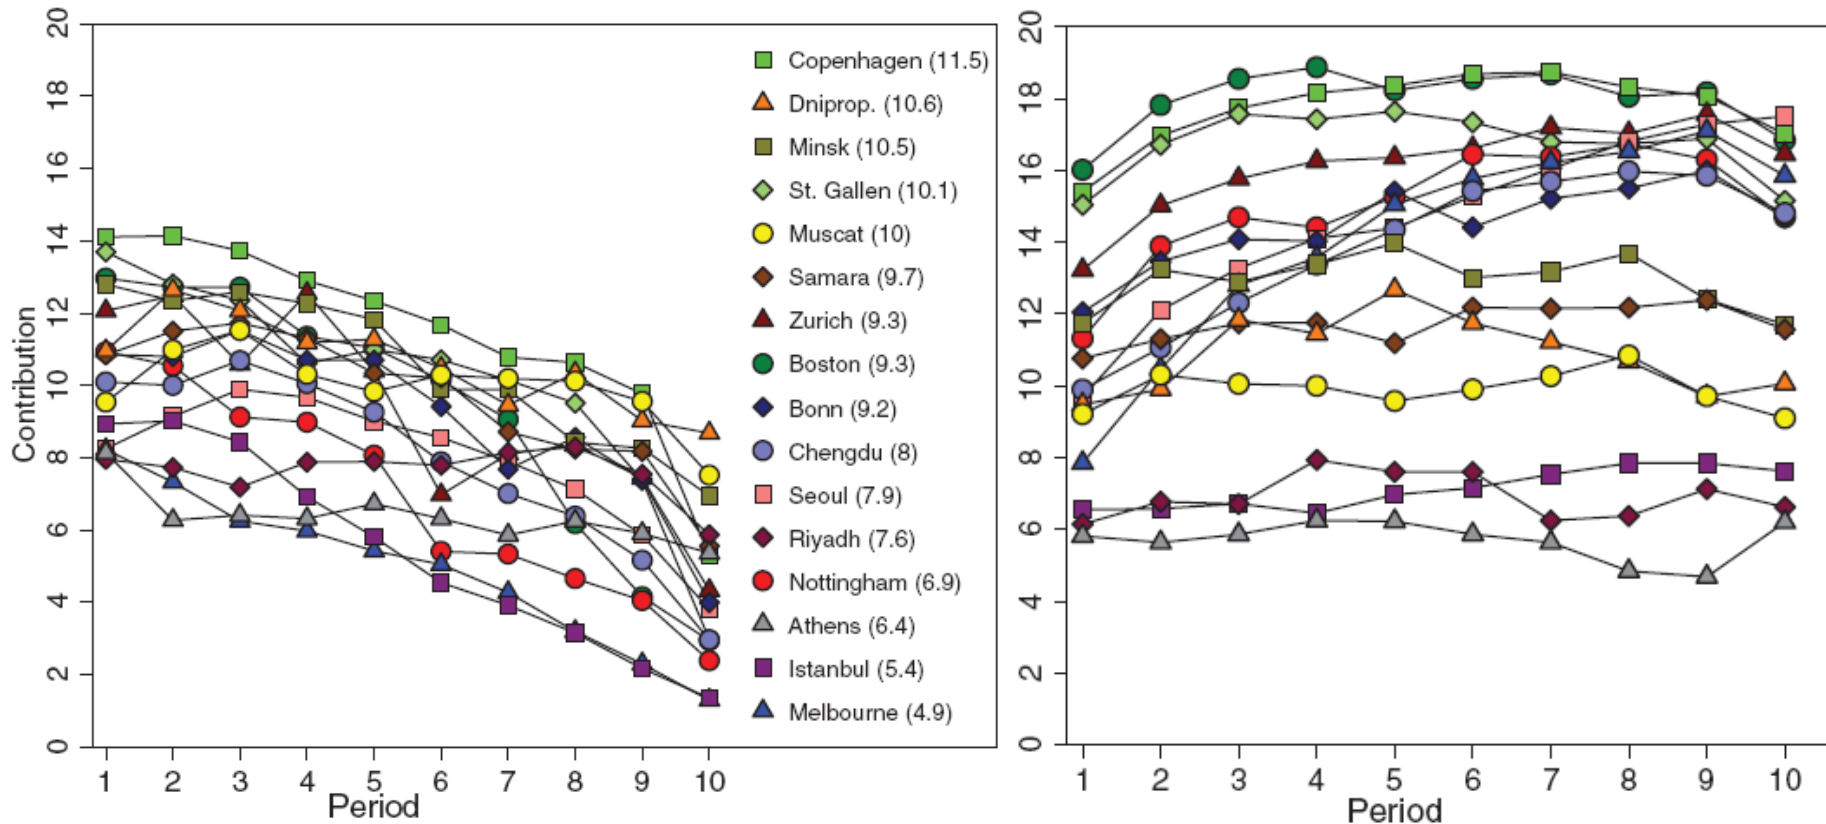 Contribution
20
18
16
14
12
10
8
6
4
2
0
1 2 3 4 5 6 7 8 9 10
Period
Copenhagen (11.5)
Dniprop. (10.6)
Minsk (10.5)
St. Gallen (10.1)
Muscat (10)
Samara (9.7)
Zurich (9.3)
Boston (9.3)
Bonn (9.2)
Chengdu (8)
Seoul (7.9)
Riyadh (7.6)
Nottingham (6.9)
Athens (6.4)
Istanbul (5.4)
Melbourne (4.9)
20
18
16
14
12
10
8
6
4
2
0
1 2 3 4 5 6 7 8 9 10
Period